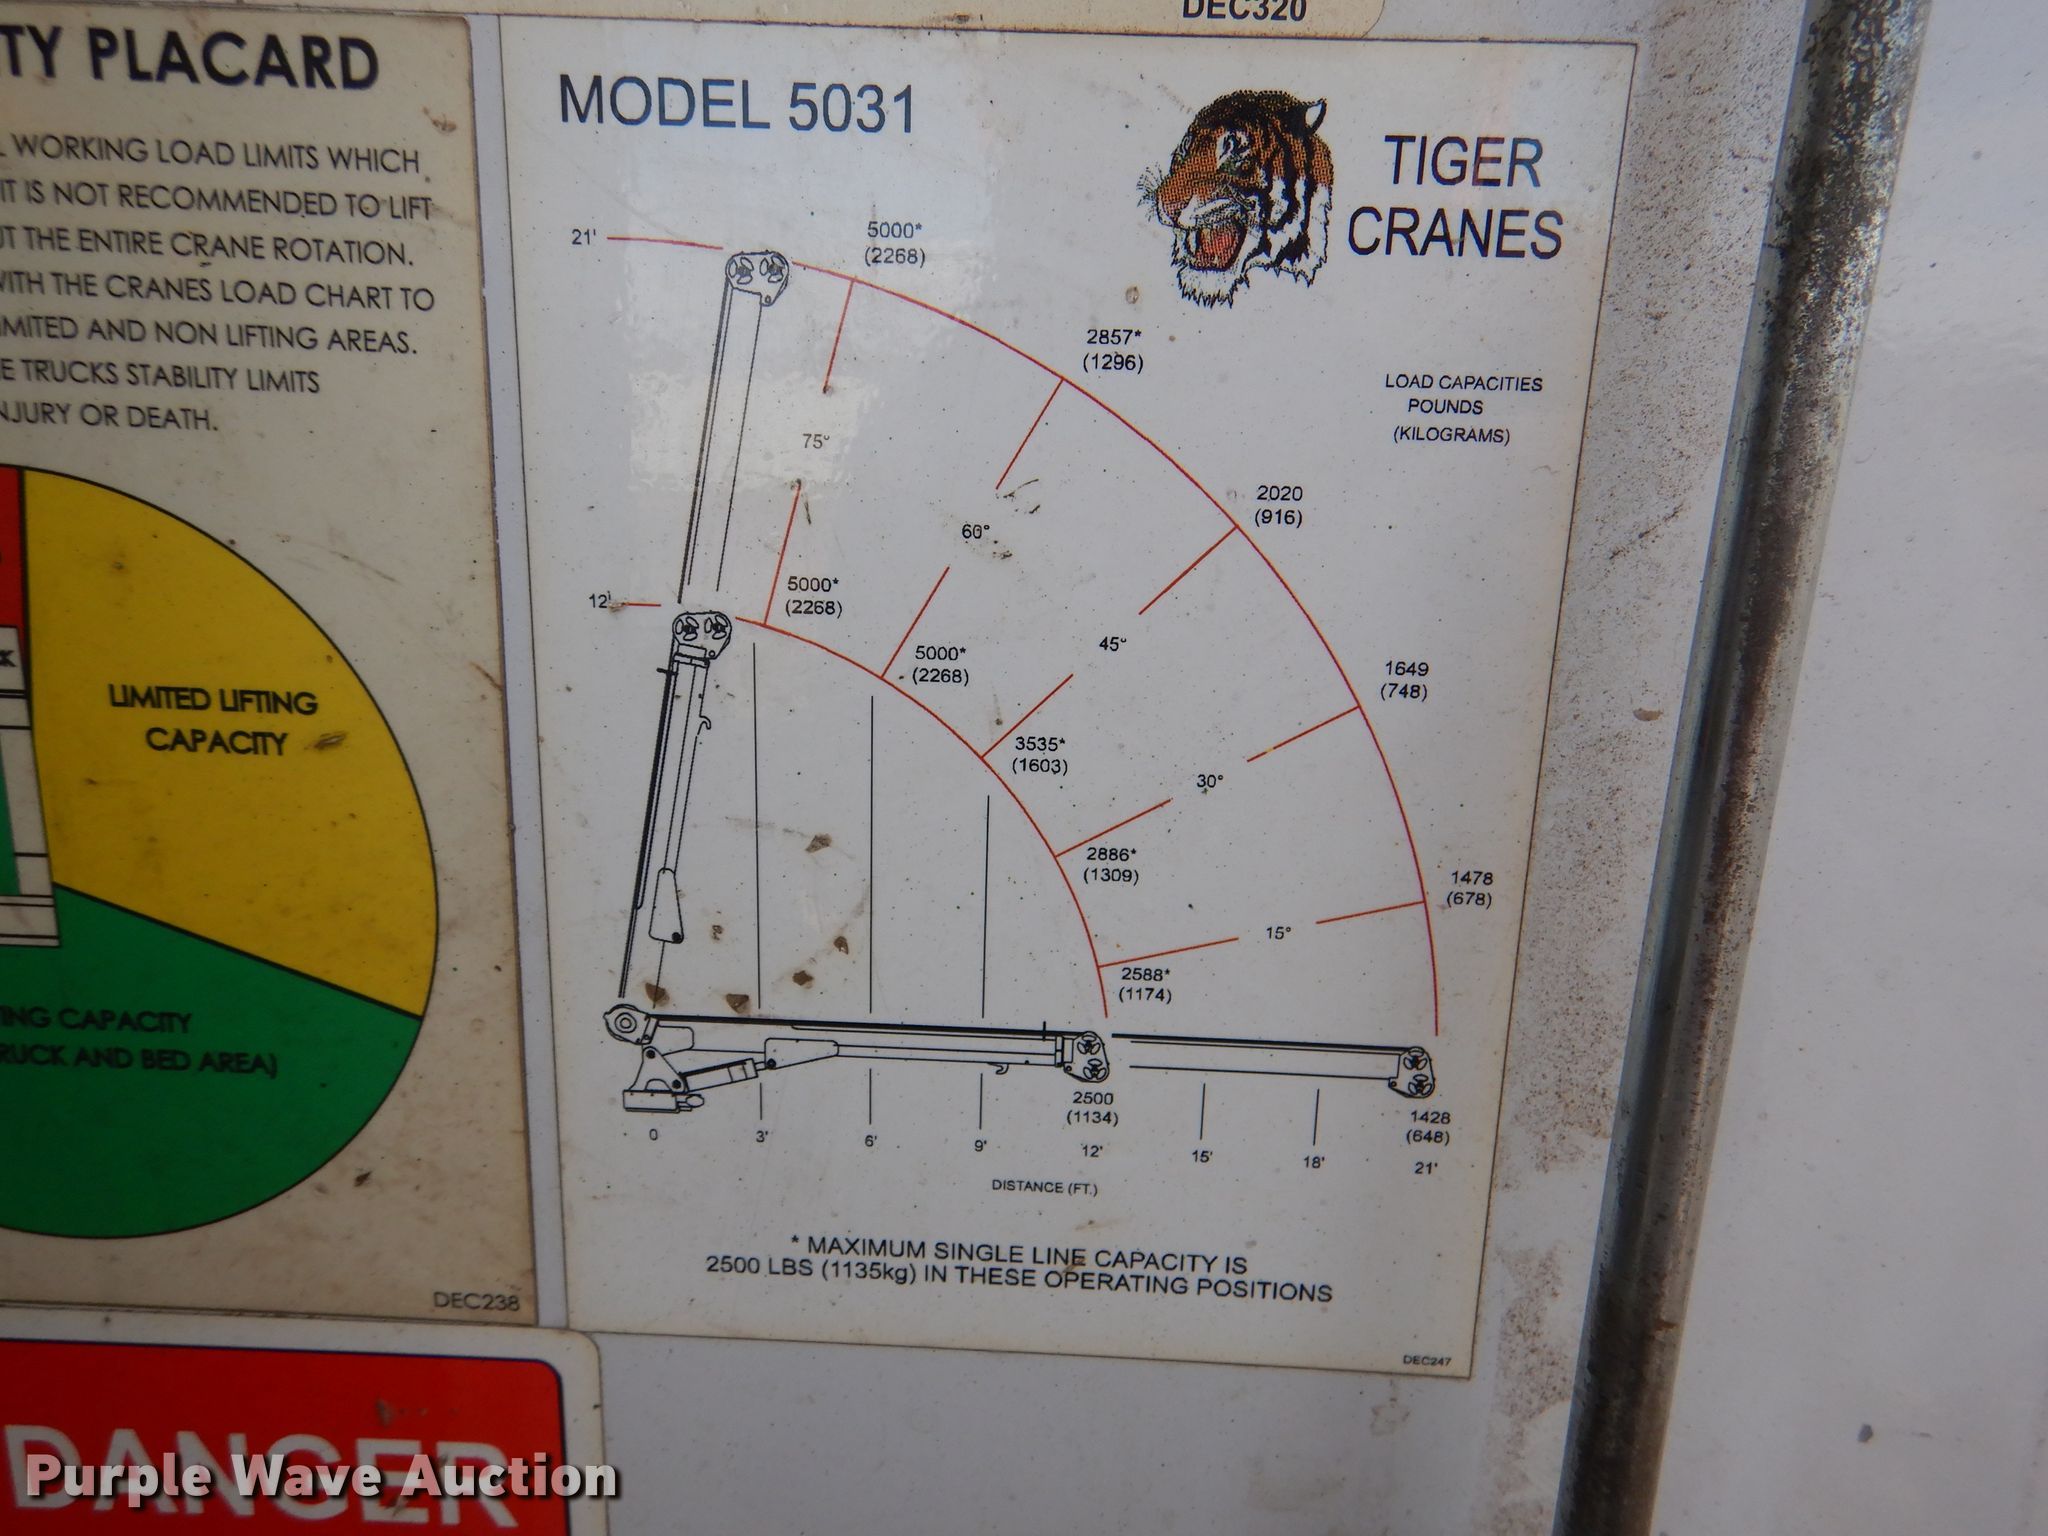 DEC320
TY PLACARD
L WORKING LOAD LIMITS WHICH
IT IS NOT RECOMMENDED TO LIFT
UT THE ENTIRE CRANE ROTATION.
WITH THE CRANES LOAD CHART TO
IMITED AND NON LIFTING AREAS.
E TRUCKS STABILITY LIMITS
NJURY OR DEATH.
LIMITED LIFTING
CAPACITY
ING CAPACITY
RUCK AND BED AREA)
DEC238
DANGER
MODEL 5031
TIGER
CRANES
LOAD CAPACITIES
POUNDS
(KILOGRAMS)
21'
5000*
(2268)
2857*
(1296)
2020
(916)
1649
(748)
1478
(678)
75°
60°
45°
30°
15°
12'
5000*
(2268)
5000*
(2268)
3535*
(1603)
2886*
(1309)
2588*
(1174)
2500
(1134)
1428
(648)
0 3' 6' 9' 12' 15' 18' 21'
DISTANCE (FT.)
* MAXIMUM SINGLE LINE CAPACITY IS
2500 LBS (1135kg) IN THESE OPERATING POSITIONS
DEC247
Purple Wave Auction